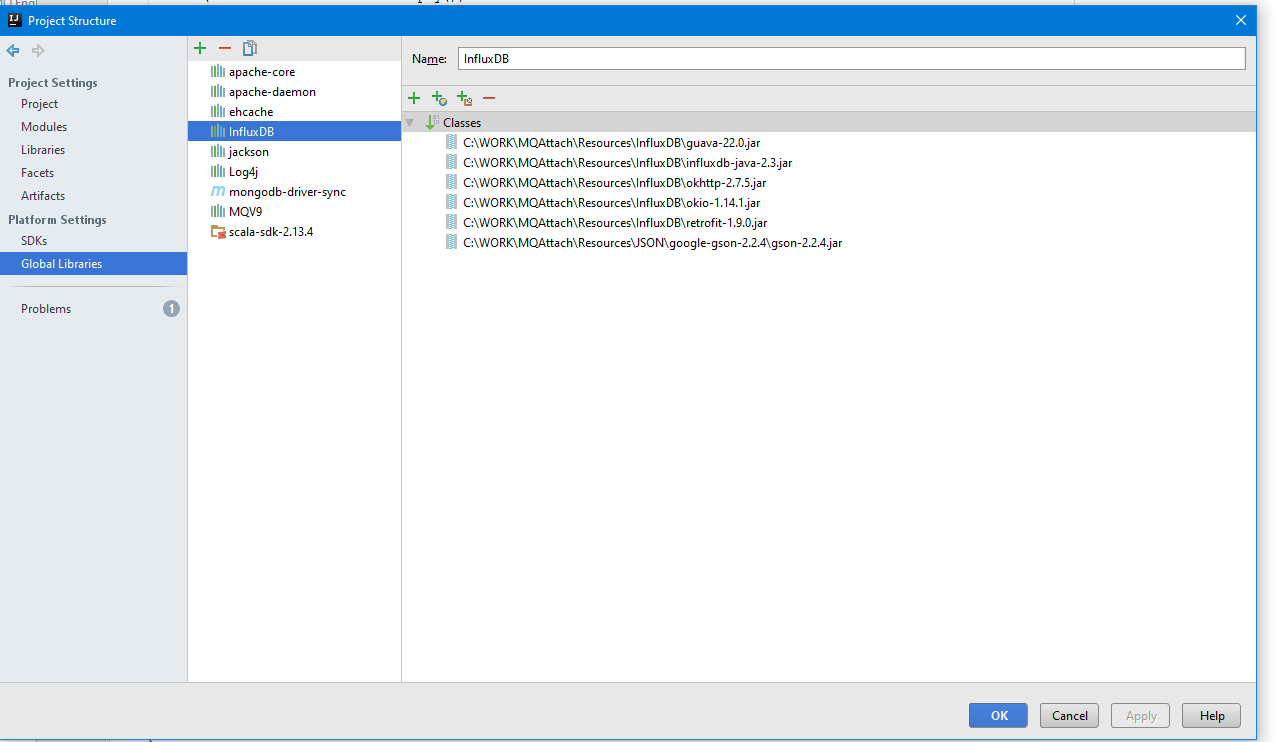 Project Structure
Project Settings
Project
Modules
Libraries
Facets
Artifacts
Platform Settings
SDKs
Global Libraries
Problems 1
apache-core
apache-daemon
ehcache
InfluxDB
jackson
Log4j
mongodb-driver-sync
MQV9
scala-sdk-2.13.4
Name: InfluxDB
Classes
C:\WORK\MQAttach\Resources\InfluxDB\guava-22.0.jar
C:\WORK\MQAttach\Resources\InfluxDB\influxdb-java-2.3.jar
C:\WORK\MQAttach\Resources\InfluxDB\okhttp-2.7.5.jar
C:\WORK\MQAttach\Resources\InfluxDB\okio-1.14.1.jar
C:\WORK\MQAttach\Resources\InfluxDB\retrofit-1.9.0.jar
C:\WORK\MQAttach\Resources\JSON\google-gson-2.2.4\gson-2.2.4.jar
OK Cancel Apply Help